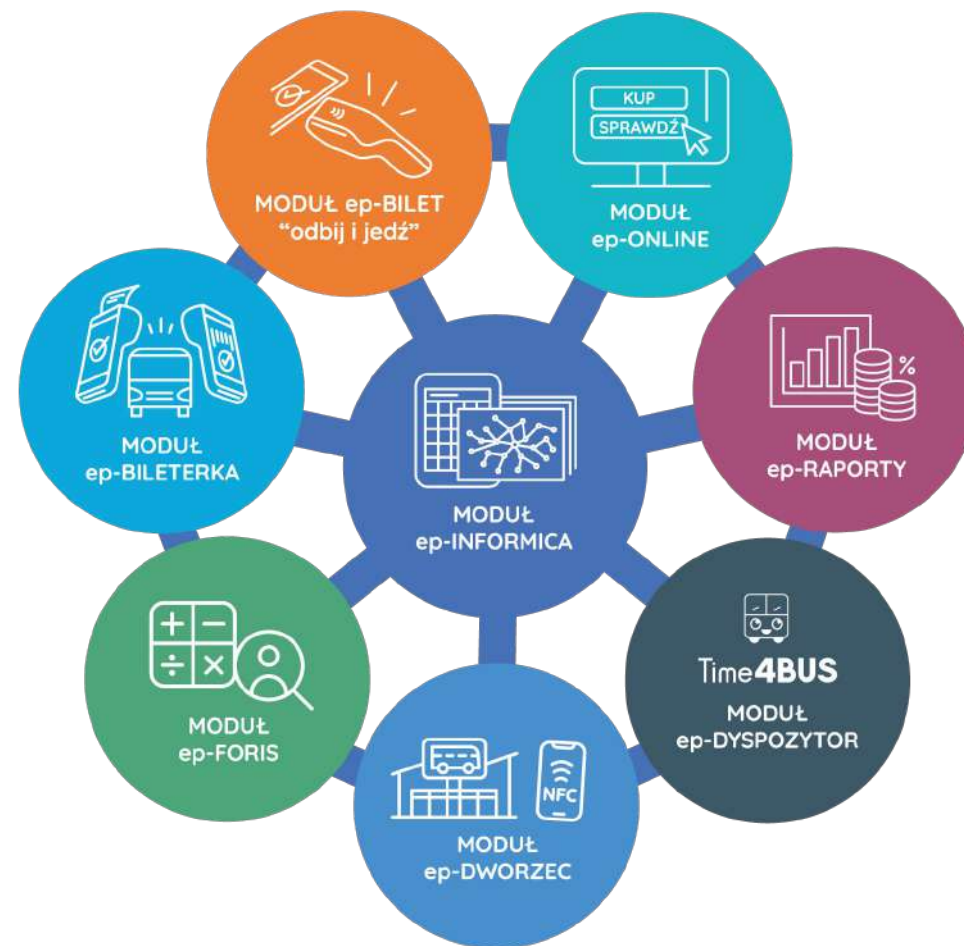 MODUŁ ep-BILET
“odbij i jedź”
KUP
SPRAWDŹ
MODUŁ
ep-ONLINE
MODUŁ
ep-BILETERKA
%
MODUŁ
ep-RAPORTY
MODUŁ
ep-INFORMICA
+ −
÷ ×
MODUŁ
ep-FORIS
Time4BUS
MODUŁ
ep-DYSPOZYTOR
NFC
MODUŁ
ep-DWORZEC